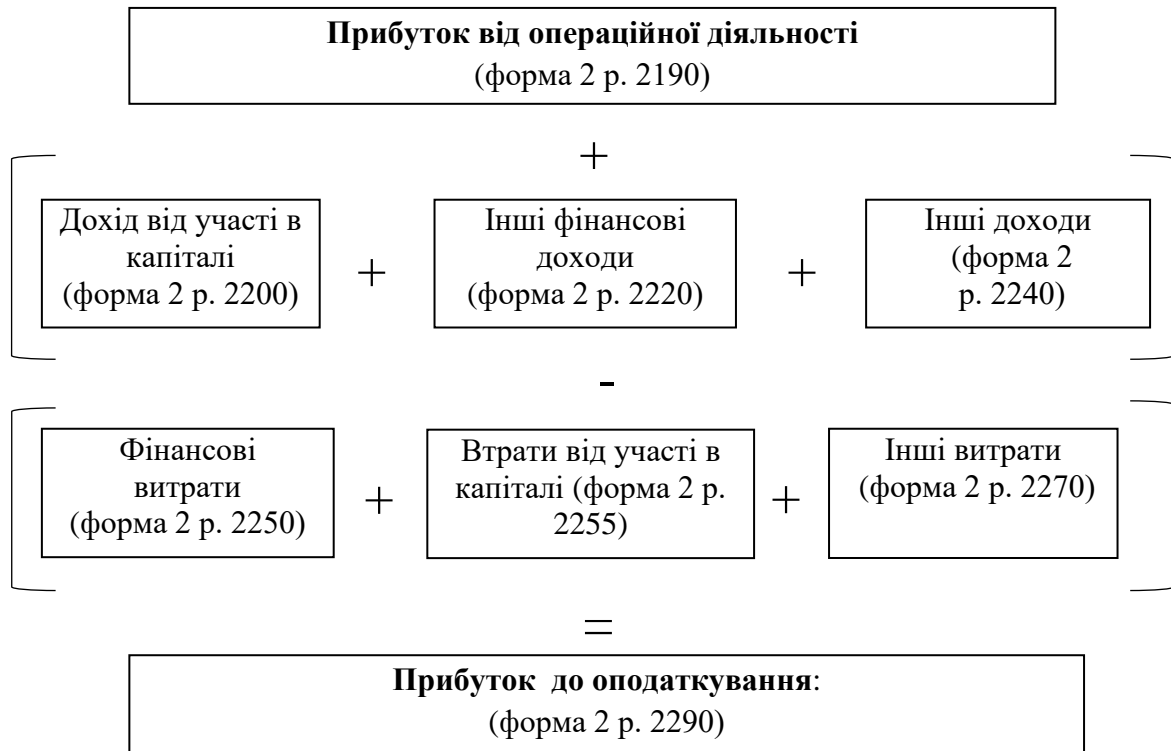 Прибуток від операційної діяльності
(форма 2 р. 2190)
+
Дохід від участі в
капіталі
(форма 2 р. 2200)
+
Інші фінансові
доходи
(форма 2 р. 2220)
+
Інші доходи
(форма 2
р. 2240)
-
Фінансові
витрати
(форма 2 р. 2250)
+
Втрати від участі в
капіталі (форма 2 р.
2255)
+
Інші витрати
(форма 2 р. 2270)
=
Прибуток до оподаткування:
(форма 2 р. 2290)